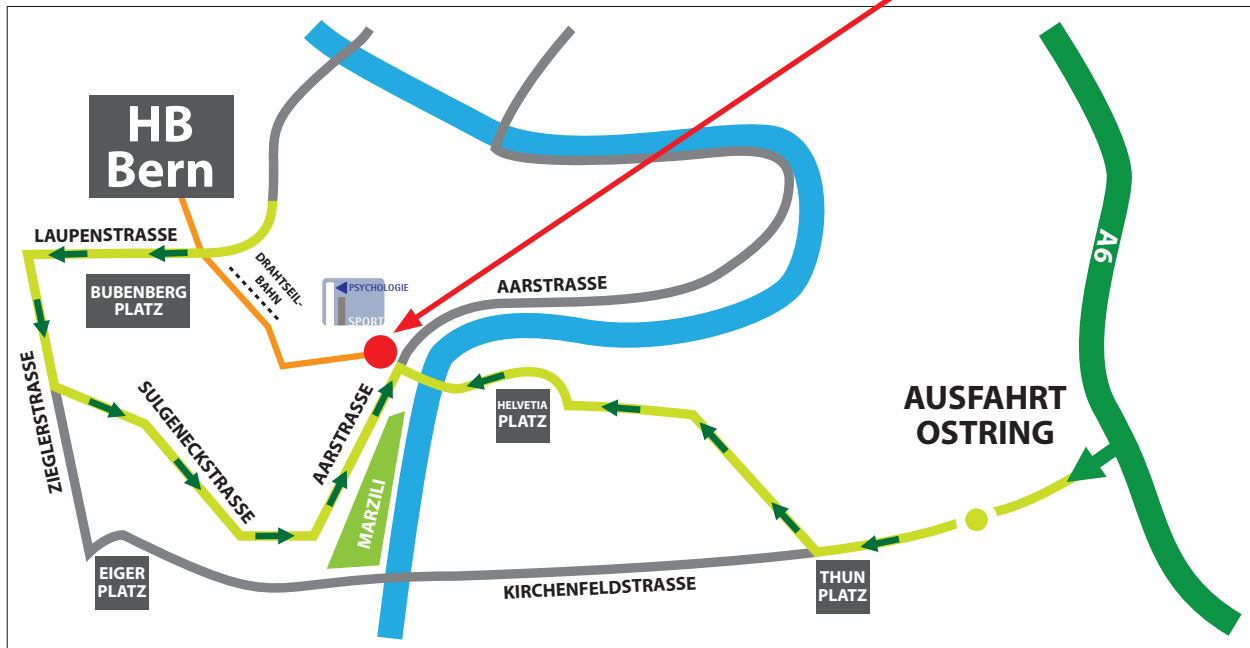 HB
Bern
LAUPENSTRASSE
BUBENBERG
PLATZ
DRAHTSEIL-
BAHN
PSYCHOLOGIE
SPORT
AARSTRASSE
A6
ZIEGLERSTRASSE
SULGENECKSTRASSE
AARSTRASSE
MARZILI
HELVETIA
PLATZ
AUSFAHRT
OSTRING
EIGER
PLATZ
KIRCHENFELDSTRASSE
THUN
PLATZ